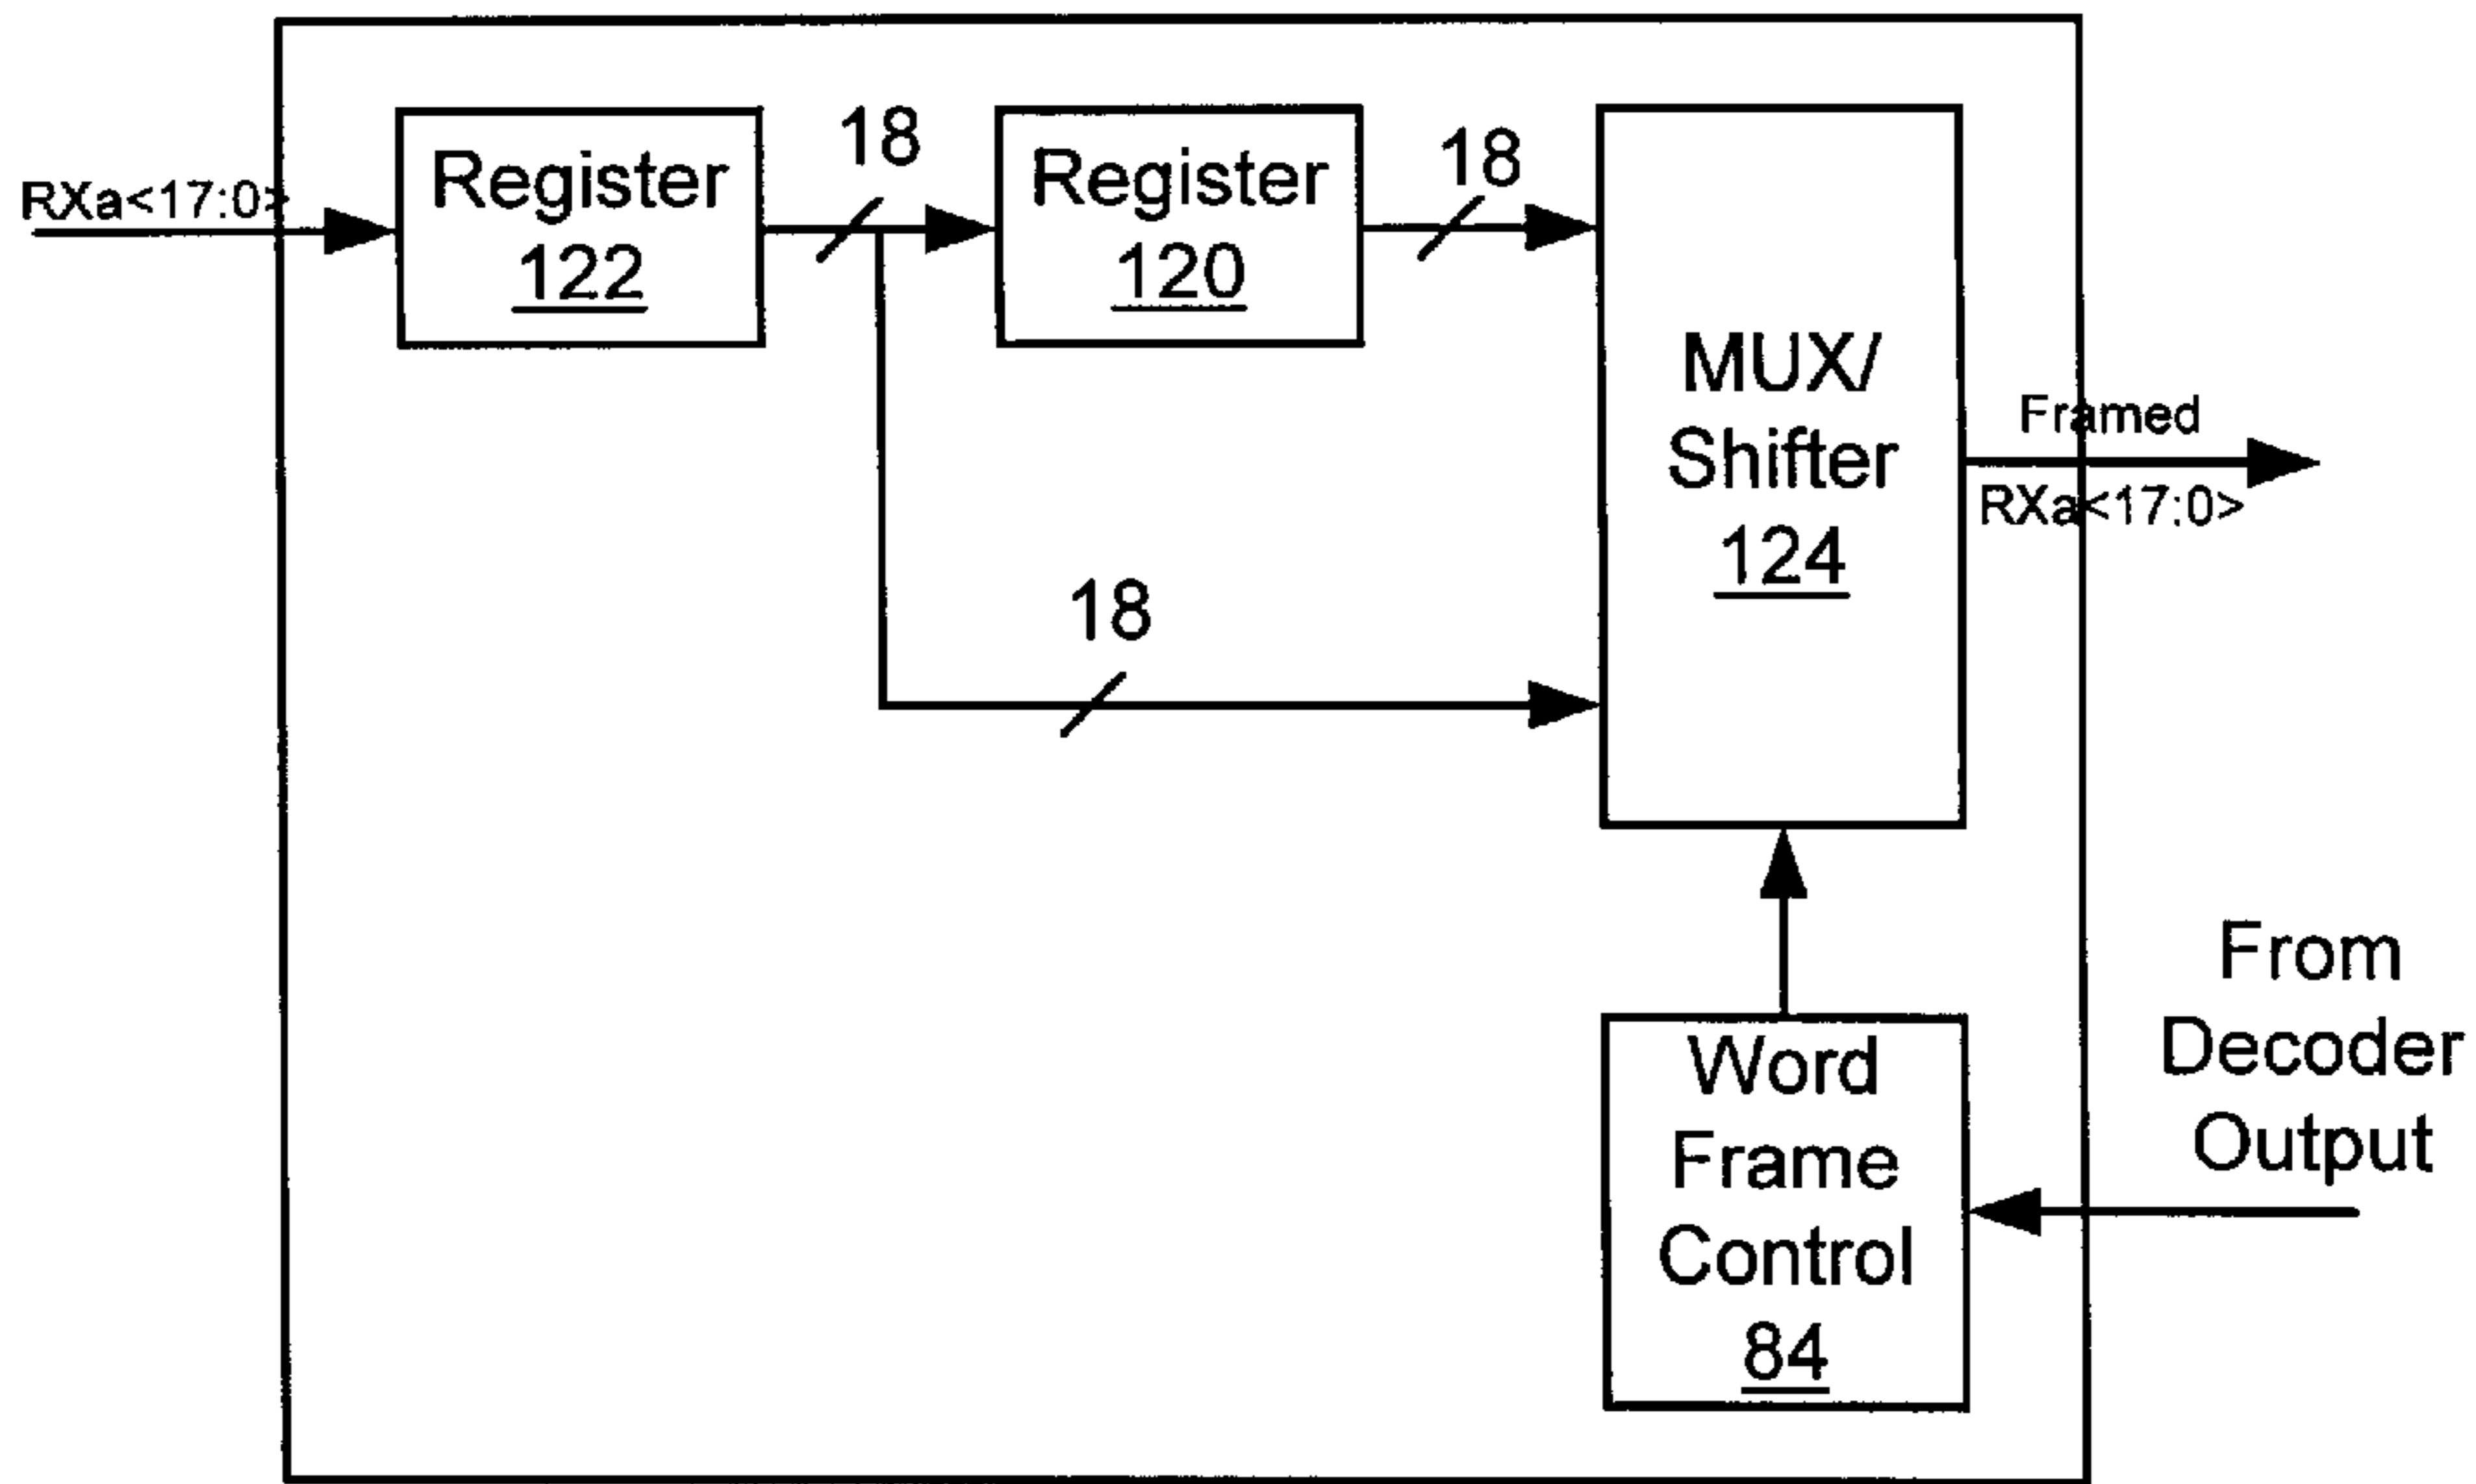 RXa<17:0>
Register
122
18
Register
120
18
MUX/
Shifter
124
Framed
RXa<17:0>
18
From
Decoder
Output
Word
Frame
Control
84